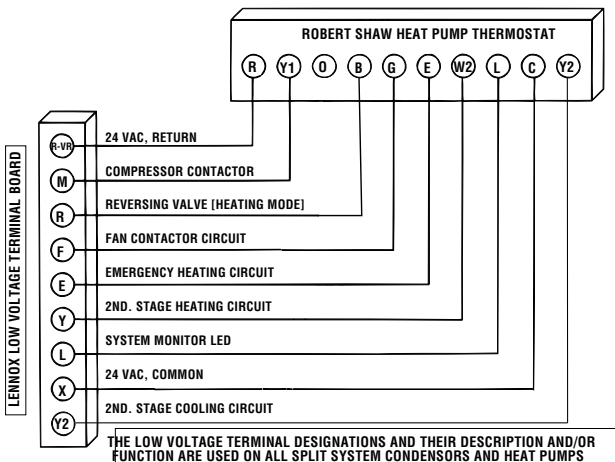 ROBERT SHAW HEAT PUMP THERMOSTAT
R Y1 O B G E W2 L C Y2
LENNOX LOW VOLTAGE TERMINAL BOARD
R-VR 24 VAC, RETURN
M COMPRESSOR CONTACTOR
R REVERSING VALVE [HEATING MODE]
F FAN CONTACTOR CIRCUIT
E EMERGENCY HEATING CIRCUIT
Y 2ND. STAGE HEATING CIRCUIT
L SYSTEM MONITOR LED
X 24 VAC, COMMON
Y2 2ND. STAGE COOLING CIRCUIT
THE LOW VOLTAGE TERMINAL DESIGNATIONS AND THEIR DESCRIPTION AND/OR
FUNCTION ARE USED ON ALL SPLIT SYSTEM CONDENSORS AND HEAT PUMPS